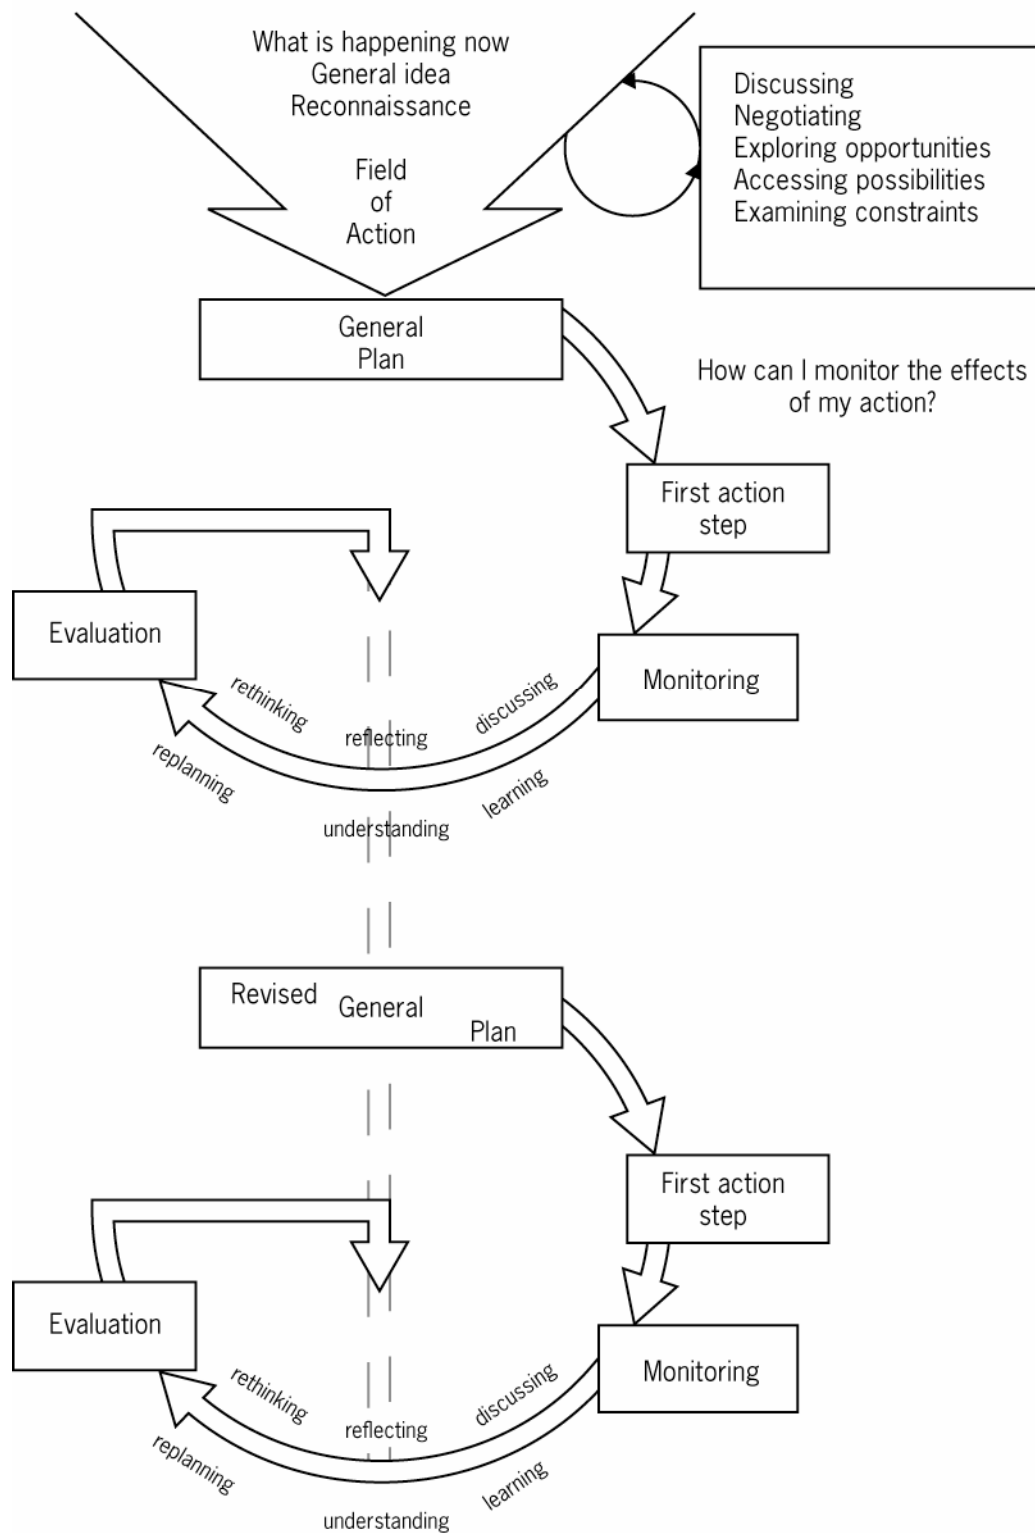 What is happening now
General idea
Reconnaissance
Field
of
Action
Discussing
Negotiating
Exploring opportunities
Accessing possibilities
Examining constraints
General
Plan
How can I monitor the effects
of my action?
First action
step
Evaluation
Monitoring
rethinking
reflecting
discussing
replanning
understanding
learning
Revised
General
Plan
First action
step
Evaluation
Monitoring
rethinking
reflecting
discussing
replanning
understanding
learning